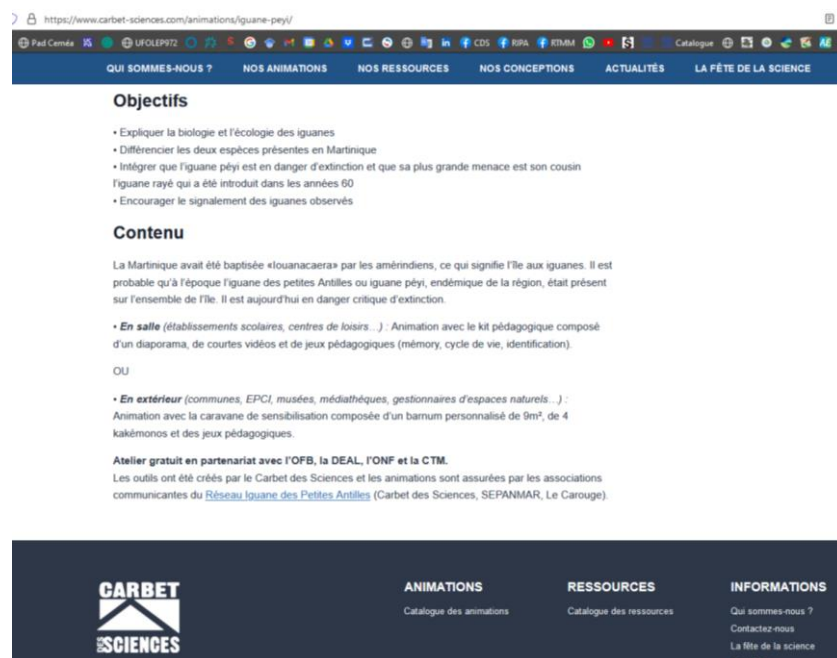 https://www.carbet-sciences.com/animations/iguane-peyi/
Pad Ceméa UFOLEP972 CDS RIPA RTMM Catalogue
QUI SOMMES-NOUS ? NOS ANIMATIONS NOS RESSOURCES NOS CONCEPTIONS ACTUALITÉS LA FÊTE DE LA SCIENCE
Objectifs
• Expliquer la biologie et l'écologie des iguanes
• Différencier les deux espèces présentes en Martinique
• Intégrer que l'iguane péyi est en danger d'extinction et que sa plus grande menace est son cousin
l'iguane rayé qui a été introduit dans les années 60
• Encourager le signalement des iguanes observés
Contenu
La Martinique avait été baptisée «Iouanacaera» par les amérindiens, ce qui signifie l'île aux iguanes. Il est
probable qu'à l'époque l'iguane des petites Antilles ou iguane péyi, endémique de la région, était présent
sur l'ensemble de l'île. Il est aujourd'hui en danger critique d'extinction.
• En salle (établissements scolaires, centres de loisirs…) : Animation avec le kit pédagogique composé
d'un diaporama, de courtes vidéos et de jeux pédagogiques (mémory, cycle de vie, identification).
OU
• En extérieur (communes, EPCI, musées, médiathèques, gestionnaires d'espaces naturels…) :
Animation avec la caravane de sensibilisation composée d'un barnum personnalisé de 9m², de 4
kakémonos et des jeux pédagogiques.
Atelier gratuit en partenariat avec l'OFB, la DEAL, l'ONF et la CTM.
Les outils ont été créés par le Carbet des Sciences et les animations sont assurées par les associations
communicantes du Réseau Iguane des Petites Antilles (Carbet des Sciences, SEPANMAR, Le Carouge).
CARBET
DES SCIENCES
ANIMATIONS
Catalogue des animations
RESSOURCES
Catalogue des ressources
INFORMATIONS
Qui sommes-nous ?
Contactez-nous
La fête de la science